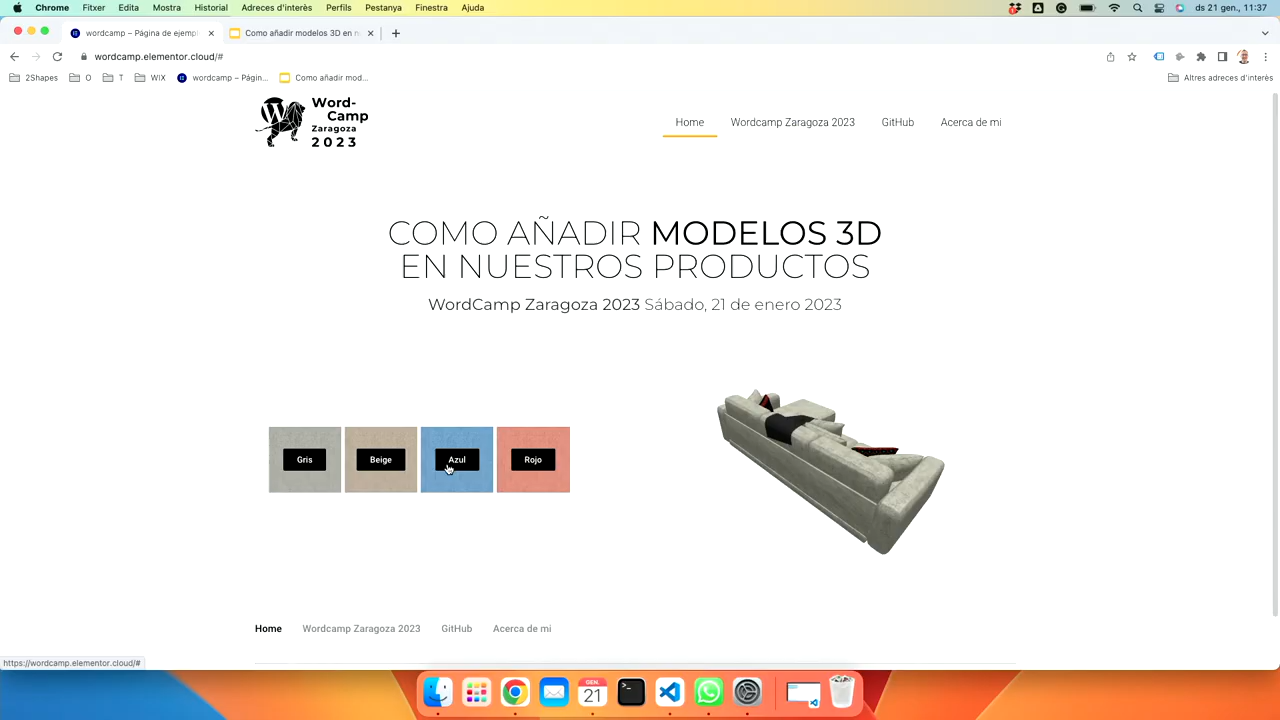 Chrome Fitxer Edita Mostra Historial Adreces d'interès Perfils Pestanya Finestra Ajuda ds 21 gen., 11:37
wordcamp – Página de ejempl Como añadir modelos 3D en n
wordcamp.elementor.cloud/#
2Shapes O T WIX wordcamp – Págin... Como añadir mod... Altres adreces d'interès
Word-
Camp
Zaragoza
2023
Home Wordcamp Zaragoza 2023 GitHub Acerca de mi
COMO AÑADIR MODELOS 3D
EN NUESTROS PRODUCTOS
WordCamp Zaragoza 2023 Sábado, 21 de enero 2023
Gris Beige Azul Rojo
Home Wordcamp Zaragoza 2023 GitHub Acerca de mi
https://wordcamp.elementor.cloud/#
GEN.
21